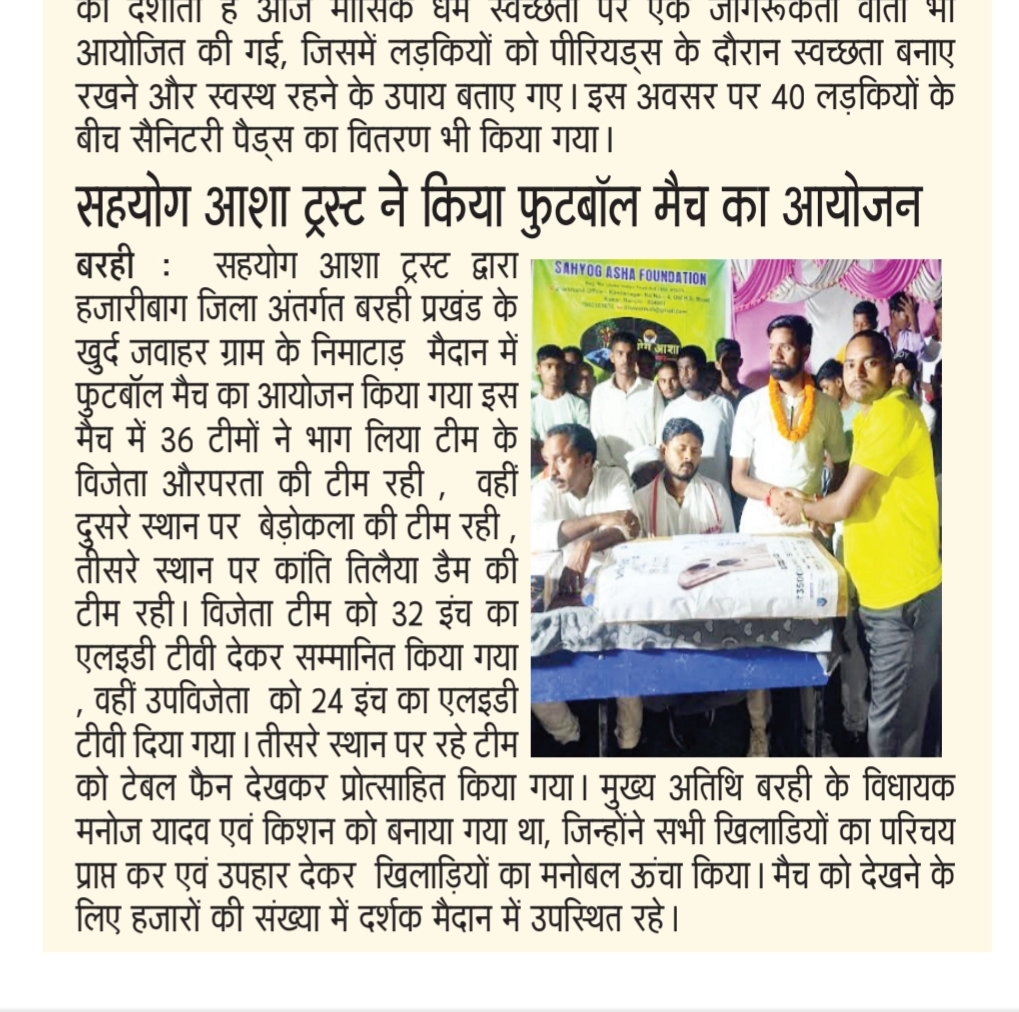 को दर्शाता है आज मासिक धर्म स्वच्छता पर एक जागरूकता वार्ता भी
आयोजित की गई, जिसमें लड़कियों को पीरियड्स के दौरान स्वच्छता बनाए
रखने और स्वस्थ रहने के उपाय बताए गए। इस अवसर पर 40 लड़कियों के
बीच सैनिटरी पैड्स का वितरण भी किया गया।
सहयोग आशा ट्रस्ट ने किया फुटबॉल मैच का आयोजन
बरही : सहयोग आशा ट्रस्ट द्वारा
हजारीबाग जिला अंतर्गत बरही प्रखंड के
खुर्द जवाहर ग्राम के निमाटाड़ मैदान में
फुटबॉल मैच का आयोजन किया गया इस
मैच में 36 टीमों ने भाग लिया टीम के
विजेता औरपरता की टीम रही , वहीं
दुसरे स्थान पर बेड़ोकला की टीम रही ,
तीसरे स्थान पर कांति तिलैया डैम की
टीम रही। विजेता टीम को 32 इंच का
एलइडी टीवी देकर सम्मानित किया गया
, वहीं उपविजेता को 24 इंच का एलइडी
टीवी दिया गया। तीसरे स्थान पर रहे टीम
को टेबल फैन देखकर प्रोत्साहित किया गया। मुख्य अतिथि बरही के विधायक
मनोज यादव एवं किशन को बनाया गया था, जिन्होंने सभी खिलाडियों का परिचय
प्राप्त कर एवं उपहार देकर खिलाड़ियों का मनोबल ऊंचा किया। मैच को देखने के
लिए हजारों की संख्या में दर्शक मैदान में उपस्थित रहे।
SAHYOG ASHA FOUNDATION
आशा